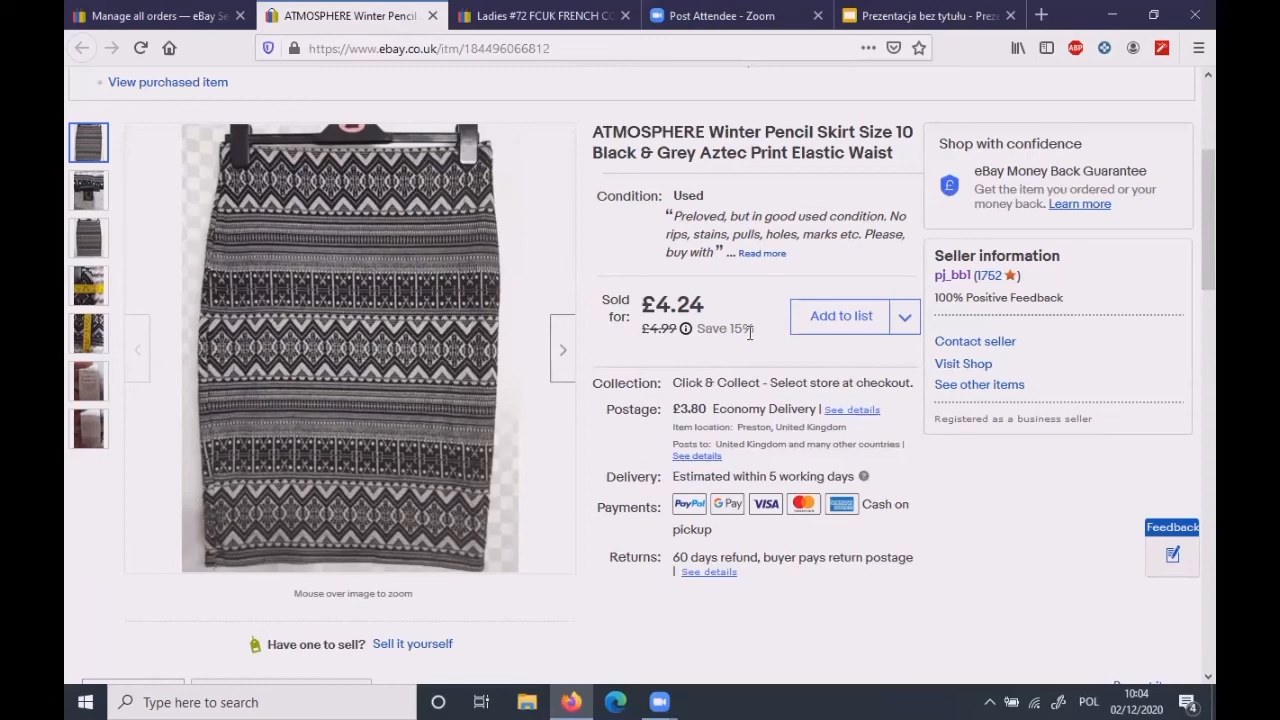 Manage all orders — eBay Se
ATMOSPHERE Winter Pencil
Ladies #72 FCUK FRENCH CO
Post Attendee - Zoom
Prezentacja bez tytułu - Preze
https://www.ebay.co.uk/itm/184496066812
ABP
View purchased item
ATMOSPHERE Winter Pencil Skirt Size 10
Black & Grey Aztec Print Elastic Waist
Condition: Used
“Preloved, but in good used condition. No
rips, stains, pulls, holes, marks etc. Please,
buy with” ... Read more
Sold for: £4.24
£4.99 Save 15%
Add to list
Collection: Click & Collect - Select store at checkout.
Postage: £3.80 Economy Delivery | See details
Item location: Preston, United Kingdom
Posts to: United Kingdom and many other countries |
See details
Delivery: Estimated within 5 working days
Payments: PayPal G Pay VISA Cash on
pickup
Returns: 60 days refund, buyer pays return postage
| See details
Shop with confidence
eBay Money Back Guarantee
Get the item you ordered or your
money back. Learn more
Seller information
pj_bb1 (1752 ★)
100% Positive Feedback
Contact seller
Visit Shop
See other items
Registered as a business seller
Feedback
Mouse over image to zoom
Have one to sell? Sell it yourself
Type here to search
POL
10:04
02/12/2020
4